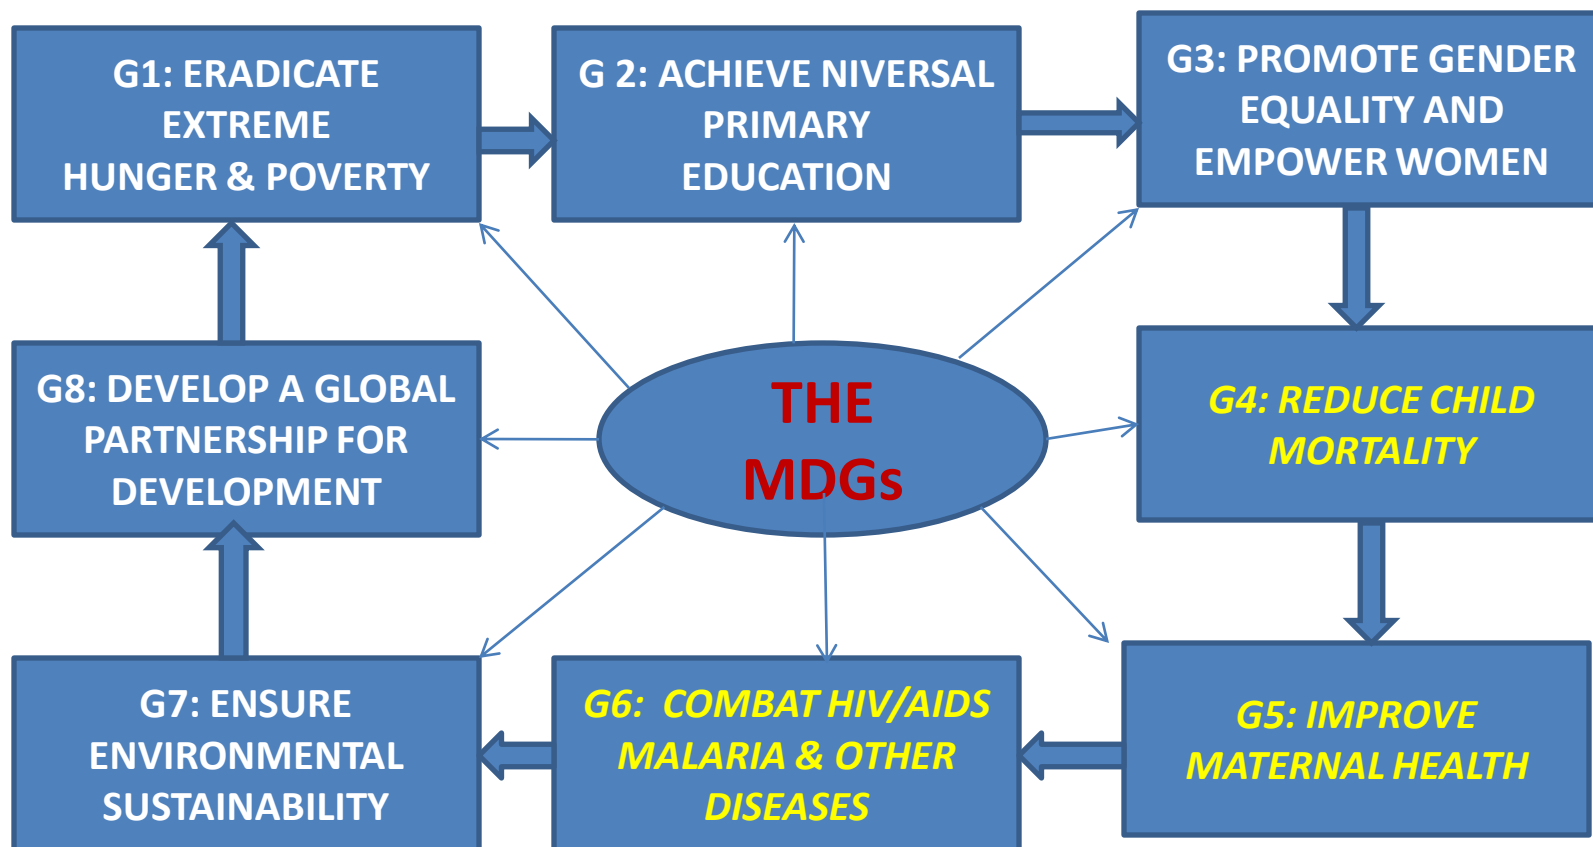 G1: ERADICATE
EXTREME
HUNGER & POVERTY
G 2: ACHIEVE NIVERSAL
PRIMARY
EDUCATION
G3: PROMOTE GENDER
EQUALITY AND
EMPOWER WOMEN
G8: DEVELOP A GLOBAL
PARTNERSHIP FOR
DEVELOPMENT
THE
MDGs
G4: REDUCE CHILD
MORTALITY
G7: ENSURE
ENVIRONMENTAL
SUSTAINABILITY
G6: COMBAT HIV/AIDS
MALARIA & OTHER
DISEASES
G5: IMPROVE
MATERNAL HEALTH